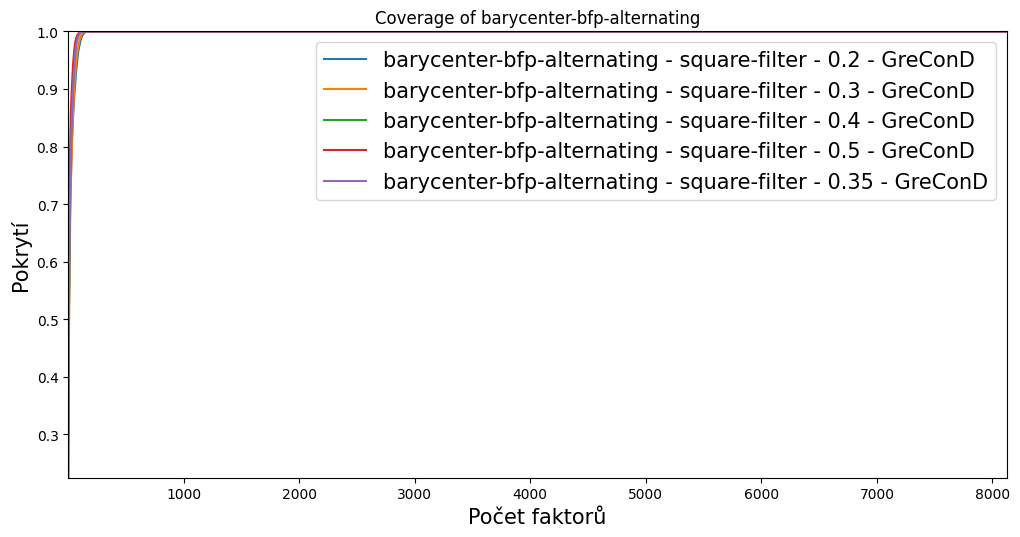 Coverage of barycenter-bfp-alternating
1.0
0.9
0.8
0.7
0.6
0.5
0.4
0.3
Pokrytí
barycenter-bfp-alternating - square-filter - 0.2 - GreConD
barycenter-bfp-alternating - square-filter - 0.3 - GreConD
barycenter-bfp-alternating - square-filter - 0.4 - GreConD
barycenter-bfp-alternating - square-filter - 0.5 - GreConD
barycenter-bfp-alternating - square-filter - 0.35 - GreConD
1000 2000 3000 4000 5000 6000 7000 8000
Počet faktorů